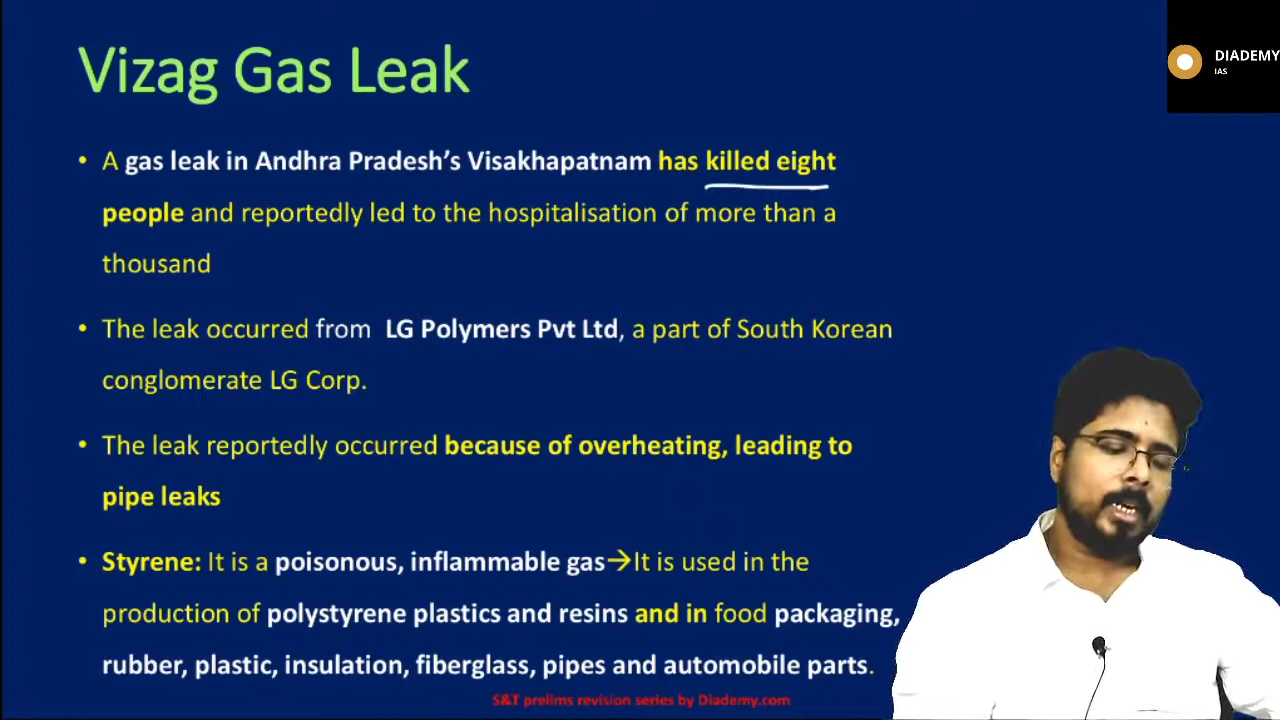 DIADEMY
IAS
Vizag Gas Leak
• A gas leak in Andhra Pradesh’s Visakhapatnam has killed eight
people and reportedly led to the hospitalisation of more than a
thousand
• The leak occurred from LG Polymers Pvt Ltd, a part of South Korean
conglomerate LG Corp.
• The leak reportedly occurred because of overheating, leading to
pipe leaks
• Styrene: It is a poisonous, inflammable gas→It is used in the
production of polystyrene plastics and resins and in food packaging,
rubber, plastic, insulation, fiberglass, pipes and automobile parts.
S&T prelims revision series by Diademy.com